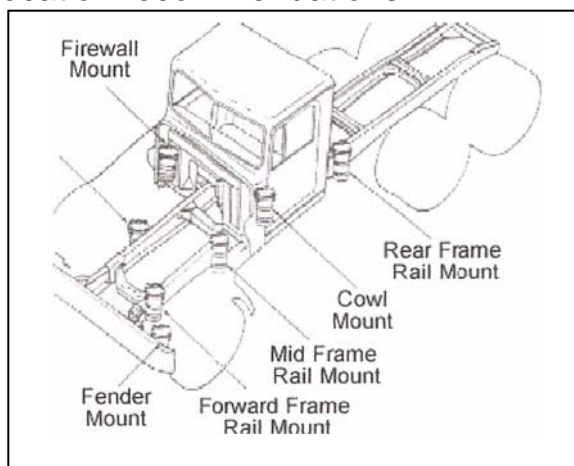 Firewall
Mount
Rear Frame
Rail Mount
Cowl
Mount
Mid Frame
Rail Mount
Fender
Mount
Forward Frame
Rail Mount